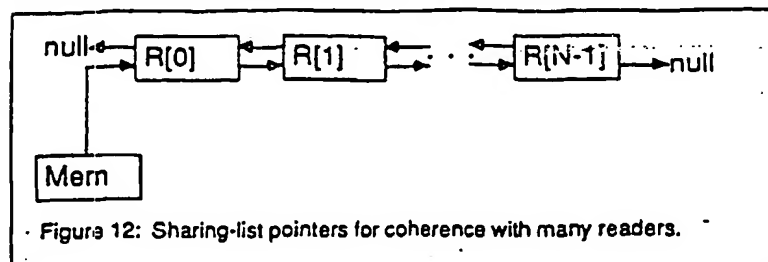 null R[0] R[1] . . . R[N-1] null
Mem
Figure 12: Sharing-list pointers for coherence with many readers.